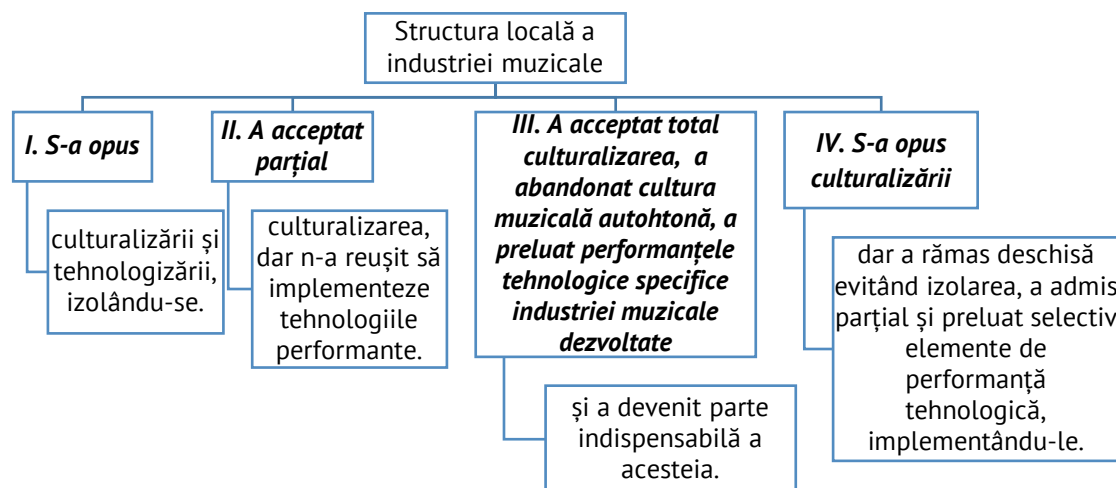 Structura locală a
industriei muzicale
I. S-a opus
culturalizării și
tehnologizării,
izolându-se.
II. A acceptat
parțial
culturalizarea,
dar n-a reușit să
implementeze
tehnologiile
performante.
III. A acceptat total
culturalizarea, a
abandonat cultura
muzicală autohtonă, a
preluat performanțele
tehnologice specifice
industriei muzicale
dezvoltate
și a devenit parte
indispensabilă a
acesteia.
IV. S-a opus
culturalizării
dar a rămas deschisă
evitând izolarea, a admis
parțial și preluat selectiv
elemente de
performanță
tehnologică,
implementându-le.